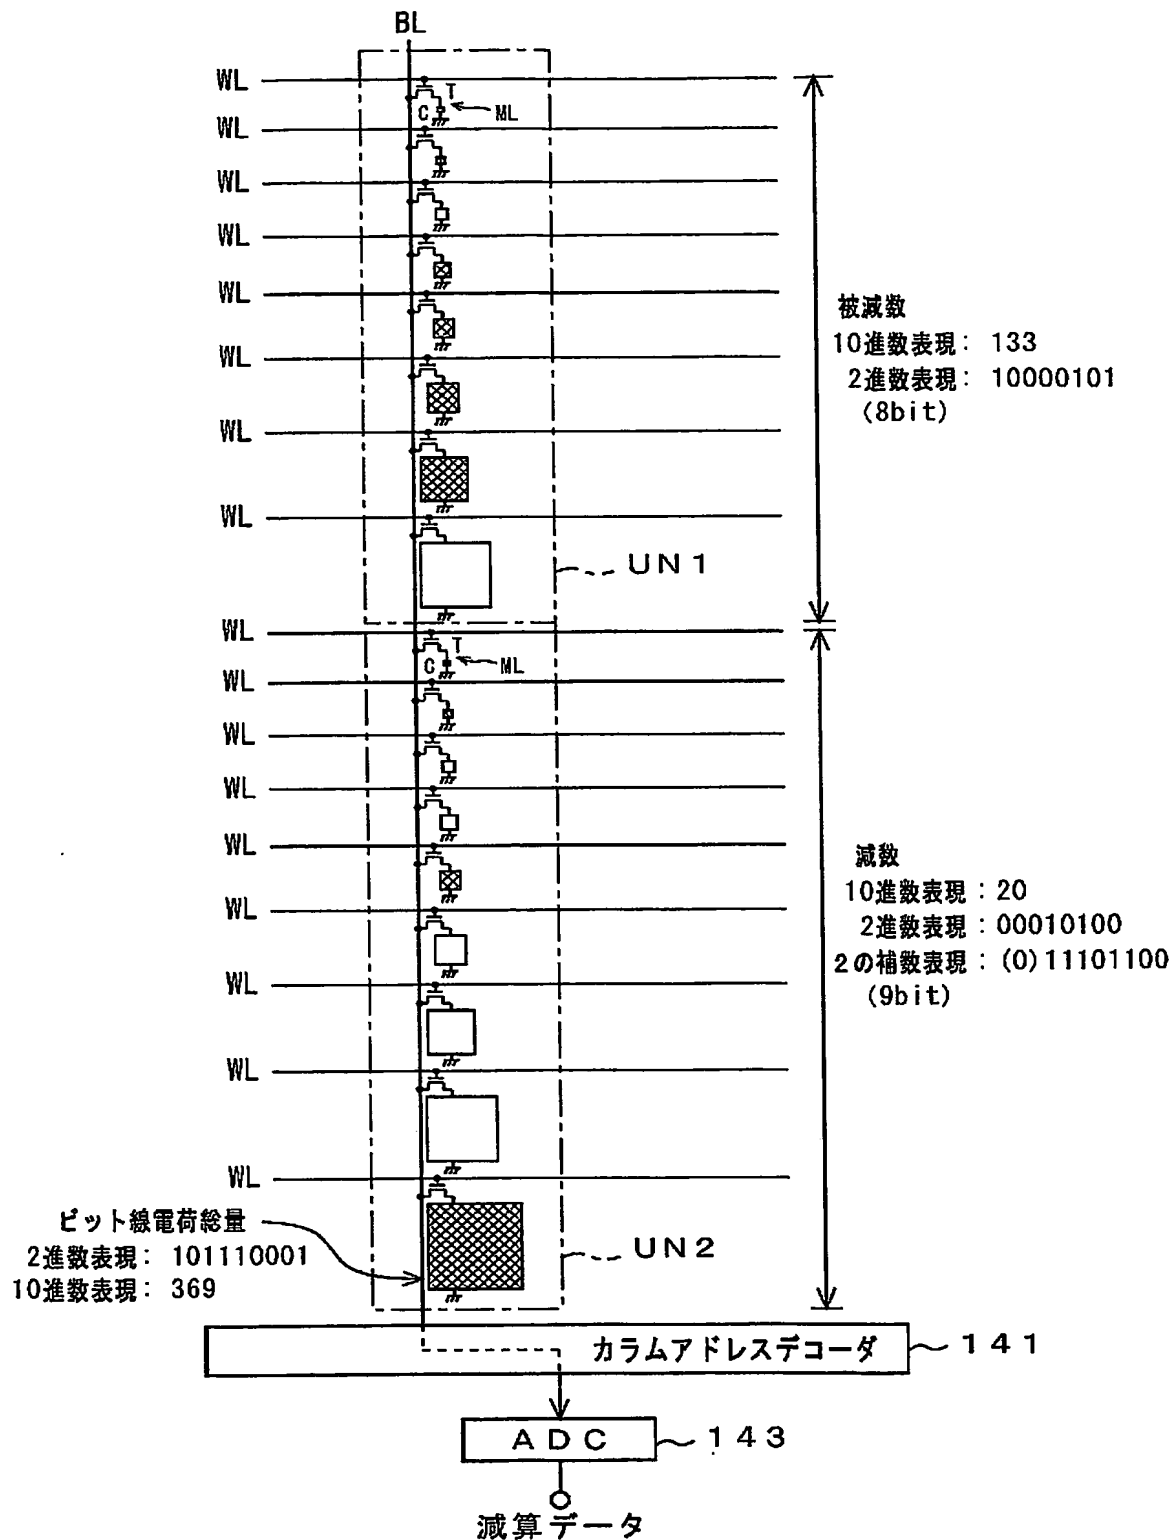 BL
WL
T
C
ML
WL
WL
WL
WL
WL
WL
WL
UN1
被減数
10進数表現: 133
2進数表現: 10000101
(8bit)
WL
T
C
ML
WL
WL
WL
WL
WL
WL
WL
WL
減数
10進数表現:20
2進数表現:00010100
2の補数表現:(0)11101100
(9bit)
UN2
ビット線電荷総量
2進数表現: 101110001
10進数表現: 369
カラムアドレスデコーダ
141
ADC
143
減算データ